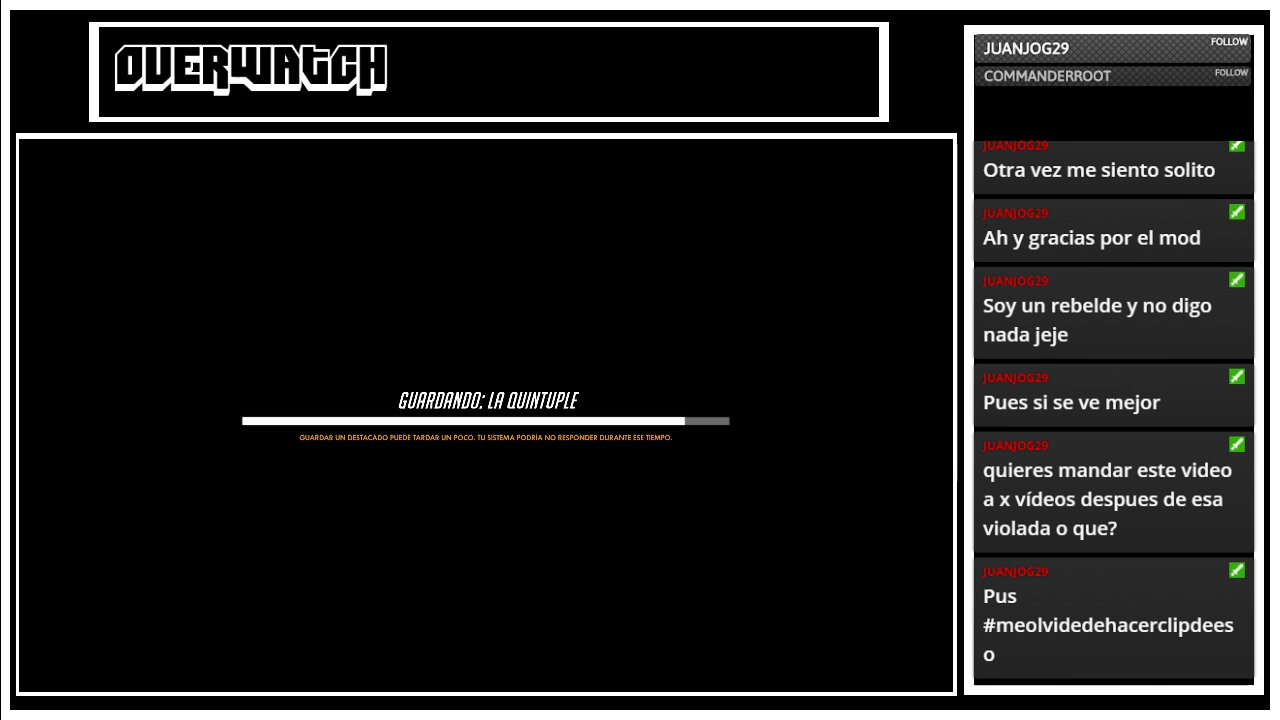 OVERWATCH
GUARDANDO: LA QUINTUPLE
GUARDAR UN DESTACADO PUEDE TARDAR UN POCO. TU SISTEMA PODRÍA NO RESPONDER DURANTE ESE TIEMPO.
JUANJOG29 FOLLOW
COMMANDERROOT FOLLOW
JUANJOG29
Otra vez me siento solito
JUANJOG29
Ah y gracias por el mod
JUANJOG29
Soy un rebelde y no digo
nada jeje
JUANJOG29
Pues si se ve mejor
JUANJOG29
quieres mandar este video
a x vídeos despues de esa
violada o que?
JUANJOG29
Pus
#meolvidedehacerclipdees
o